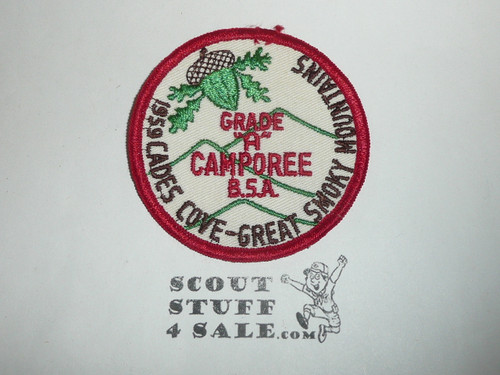 1959 CADES COVE-GREAT SMOKY MOUNTAINS
GRADE
"A"
CAMPOREE
B.S.A.
SCOUT
STUFF
4 SALE.COM